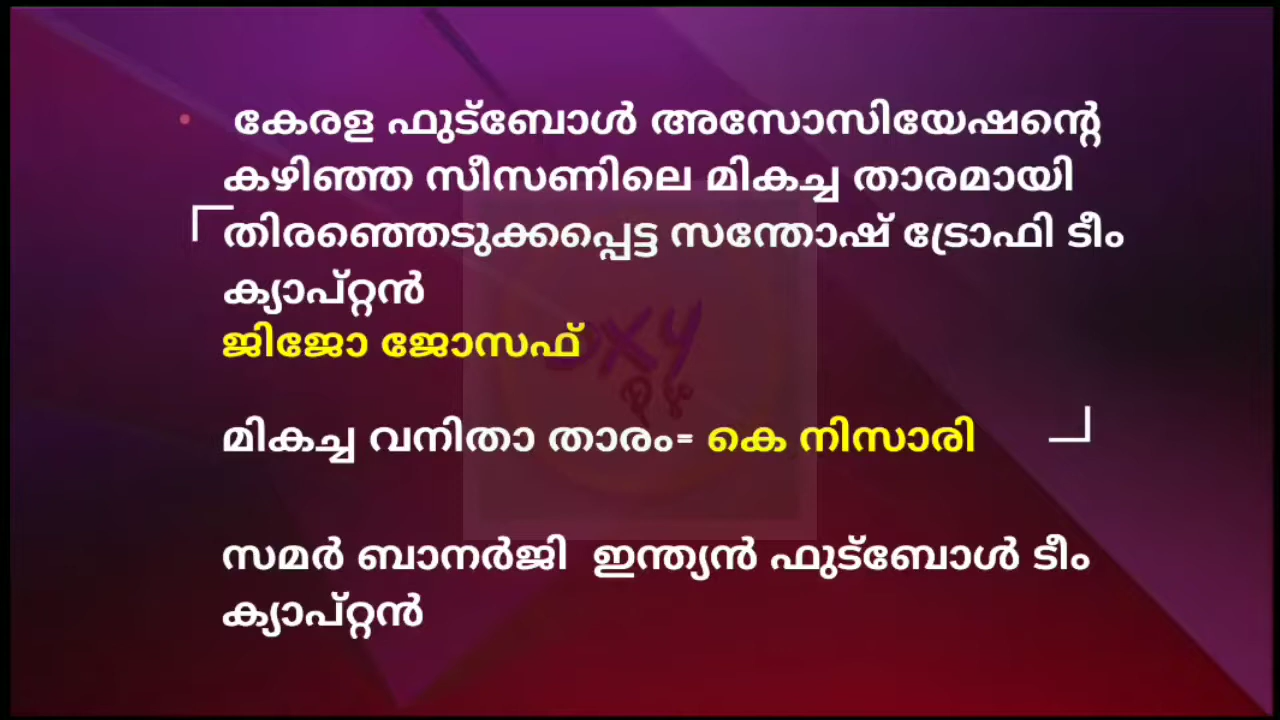 കേരള ഫുട്ബോൾ അസോസിയേഷന്റെ
കഴിഞ്ഞ സീസണിലെ മികച്ച താരമായി
തിരഞ്ഞെടുക്കപ്പെട്ട സന്തോഷ് ട്രോഫി ടീം
ക്യാപ്റ്റൻ
ജിജോ ജോസഫ്
മികച്ച വനിതാ താരം= കെ നിസാരി
സമർ ബാനർജി ഇന്ത്യൻ ഫുട്ബോൾ ടീം
ക്യാപ്റ്റൻ